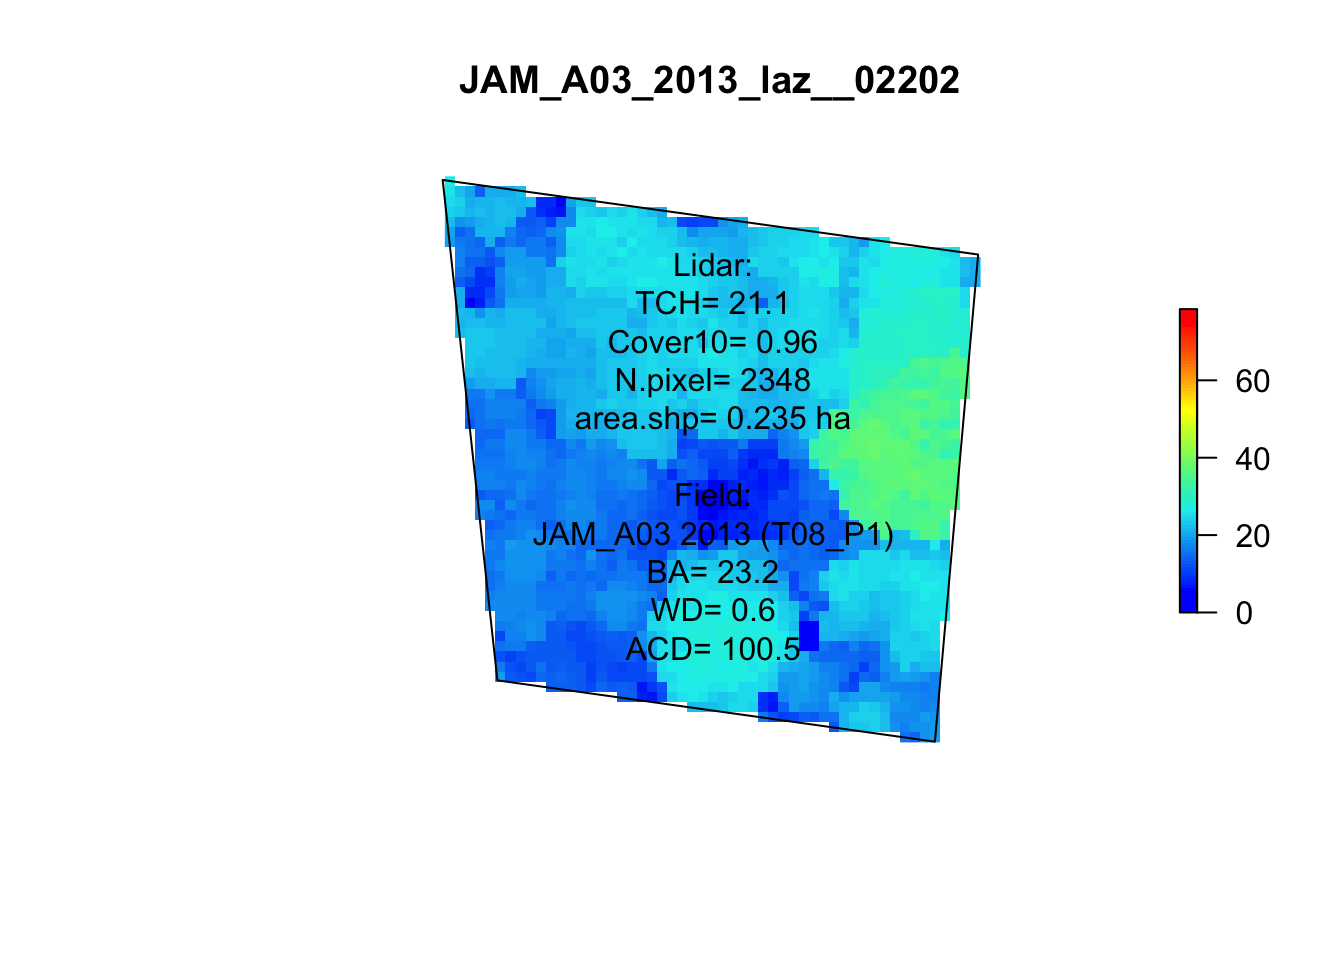 JAM_A03_2013_laz__02202
Lidar:
TCH= 21.1
Cover10= 0.96
N.pixel= 2348
area.shp= 0.235 ha
Field:
JAM_A03 2013 (T08_P1)
BA= 23.2
WD= 0.6
ACD= 100.5
60
40
20
0